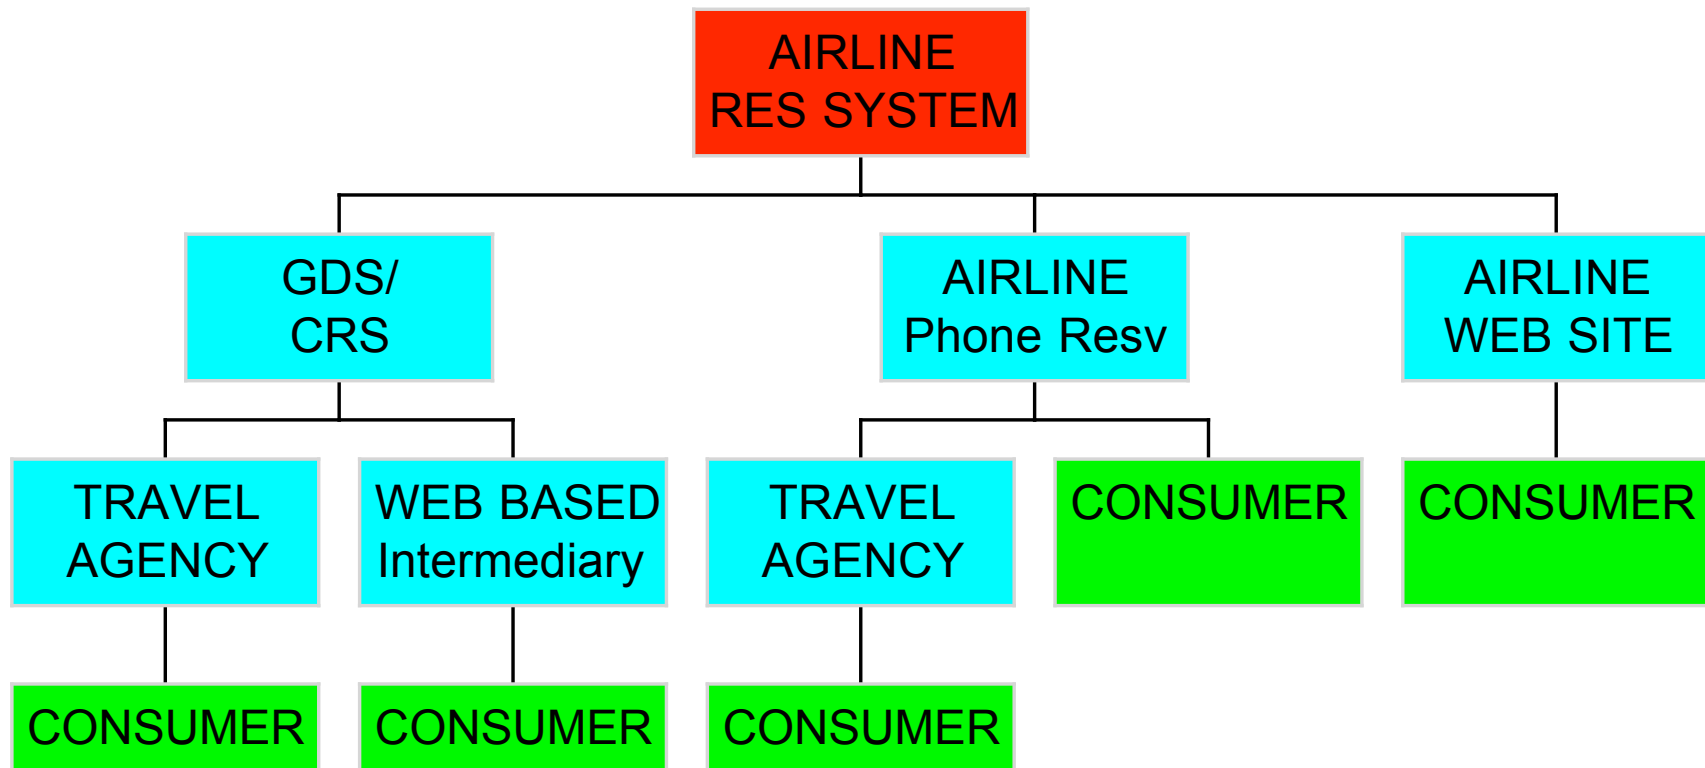 AIRLINE
RES SYSTEM
GDS/
CRS
AIRLINE
Phone Resv
AIRLINE
WEB SITE
TRAVEL
AGENCY
WEB BASED
Intermediary
TRAVEL
AGENCY
CONSUMER
CONSUMER
CONSUMER
CONSUMER
CONSUMER